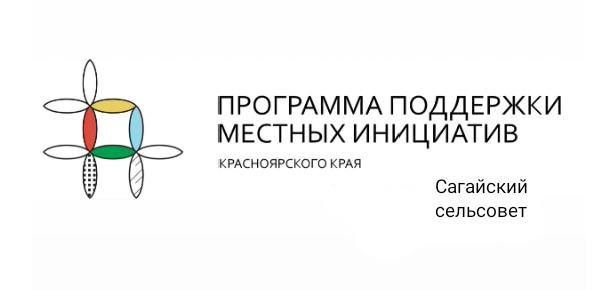 ПРОГРАММА ПОДДЕРЖКИ
МЕСТНЫХ ИНИЦИАТИВ
КРАСНОЯРСКОГО КРАЯ
Сагайский
сельсовет